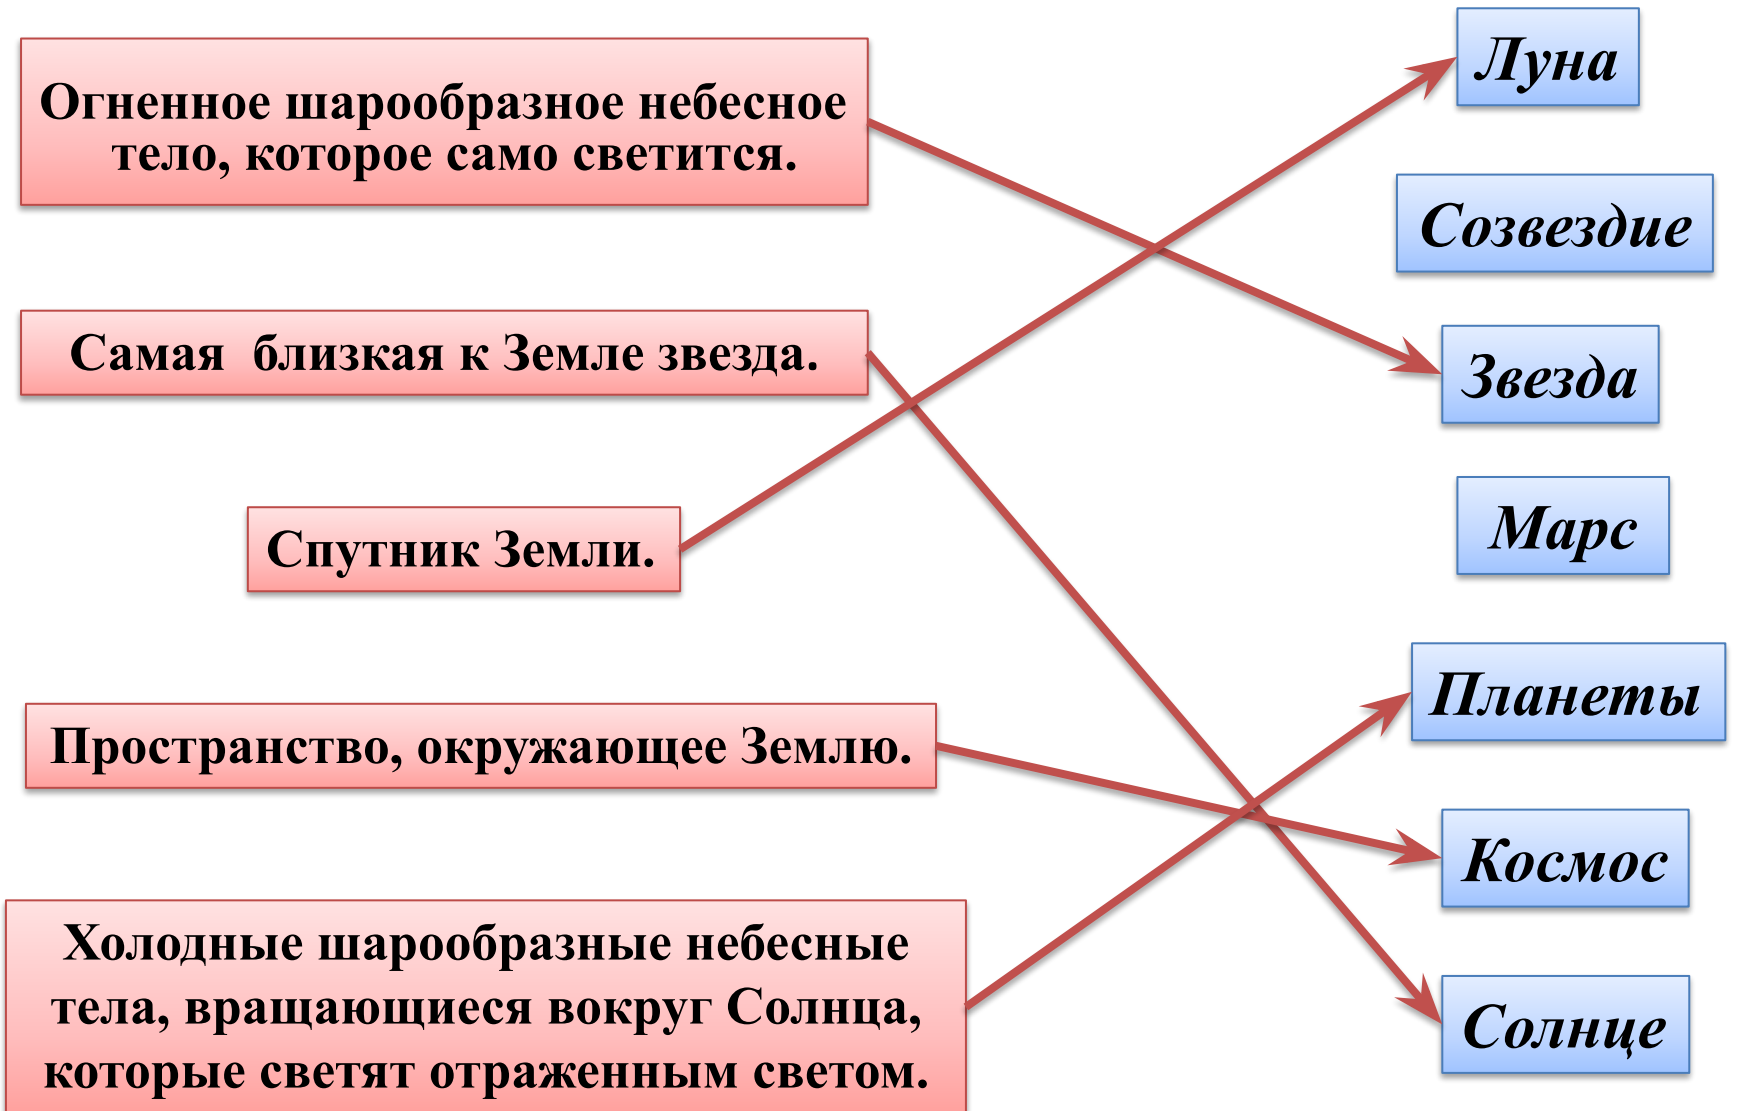 Огненное шарообразное небесное
тело, которое само светится.
Самая близкая к Земле звезда.
Спутник Земли.
Пространство, окружающее Землю.
Холодные шарообразные небесные
тела, вращающиеся вокруг Солнца,
которые светят отраженным светом.
Луна
Созвездие
Звезда
Марс
Планеты
Космос
Солнце